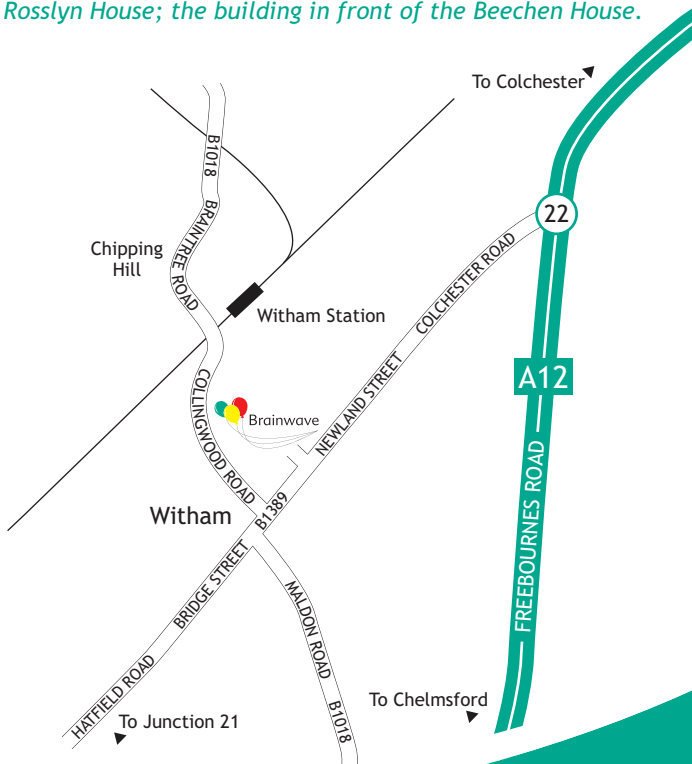 Rosslyn House; the building in front of the Beechen House.
To Colchester
B1018
22
BRAINTREE ROAD
Chipping
Hill
COLCHESTER ROAD
Witham Station
A12
NEWLAND STREET
COLLINGWOOD ROAD
Brainwave
FREEBOURNES ROAD
Witham
B1389
BRIDGE STREET
MALDON ROAD
HATFIELD ROAD
To Chelmsford
B1018
To Junction 21